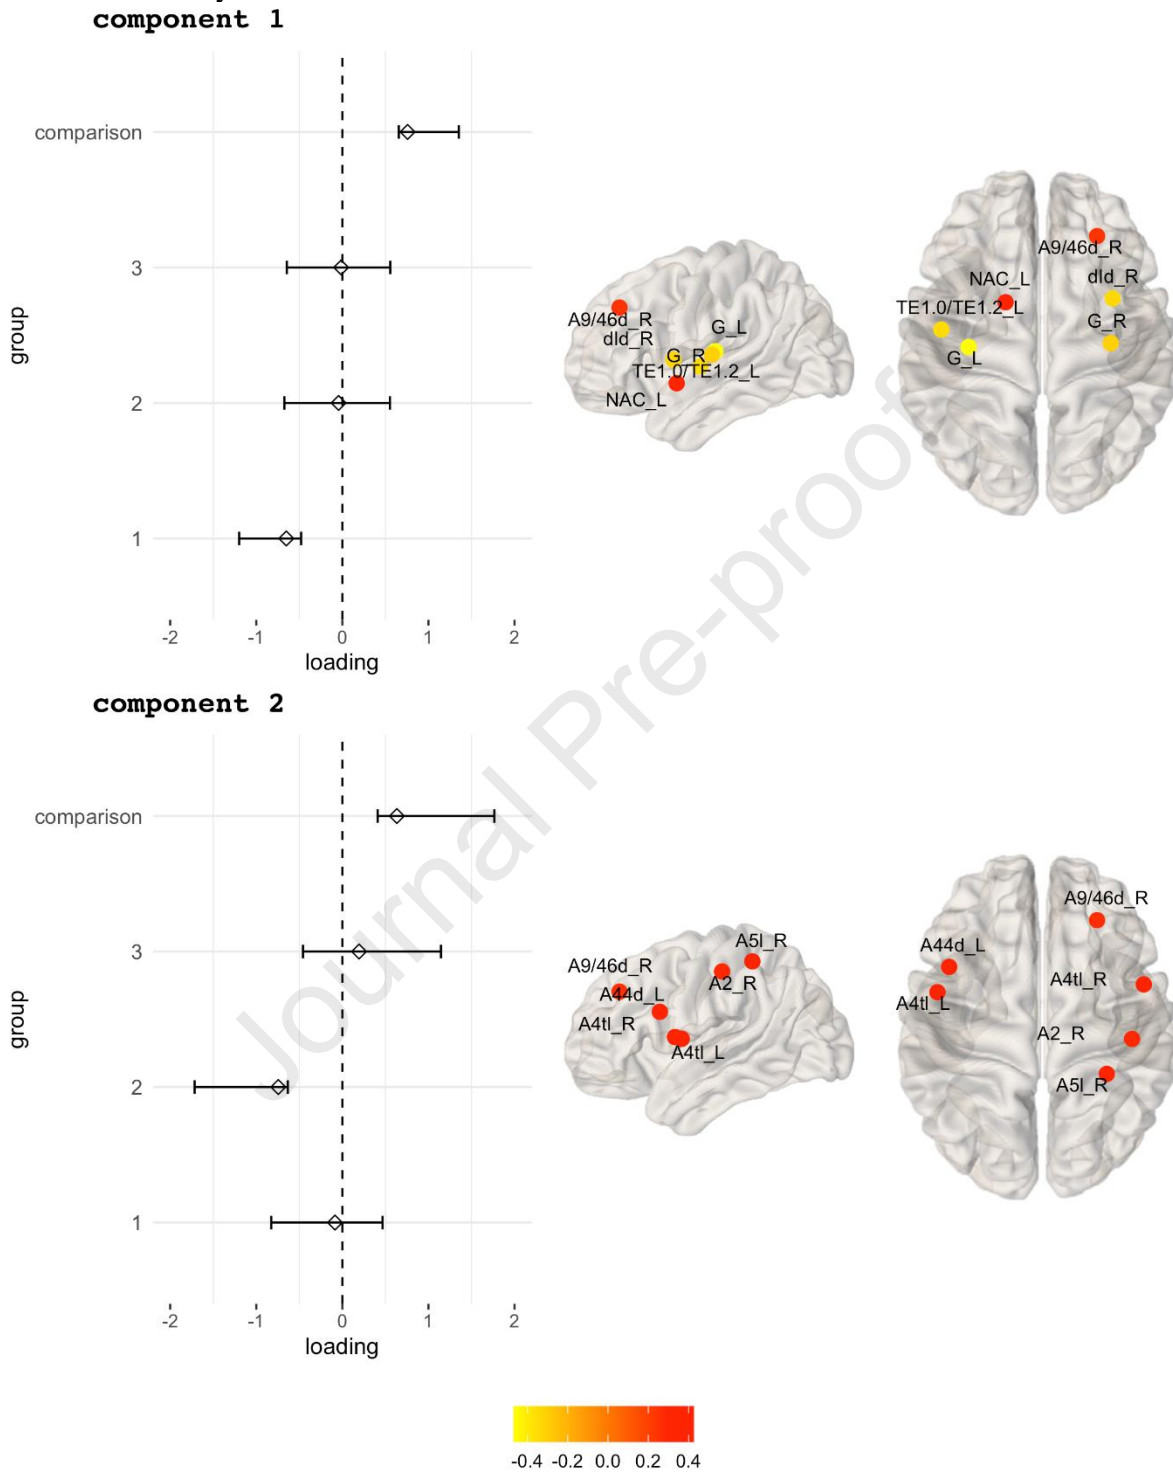 component 1
comparison
3
2
1
group
-2 -1 0 1 2
loading
A9/46d_R
dId_R
G_L
G_R
TE1.0/TE1.2_L
NAC_L
A9/46d_R
dId_R
NAC_L
TE1.0/TE1.2_L
G_R
G_L
Journal Pre-proof
component 2
comparison
3
2
1
group
-2 -1 0 1 2
loading
A5l_R
A9/46d_R
A2_R
A44d_L
A4tl_R
A4tl_L
A9/46d_R
A44d_L
A4tl_R
A4tl_L
A2_R
A5l_R
-0.4 -0.2 0.0 0.2 0.4